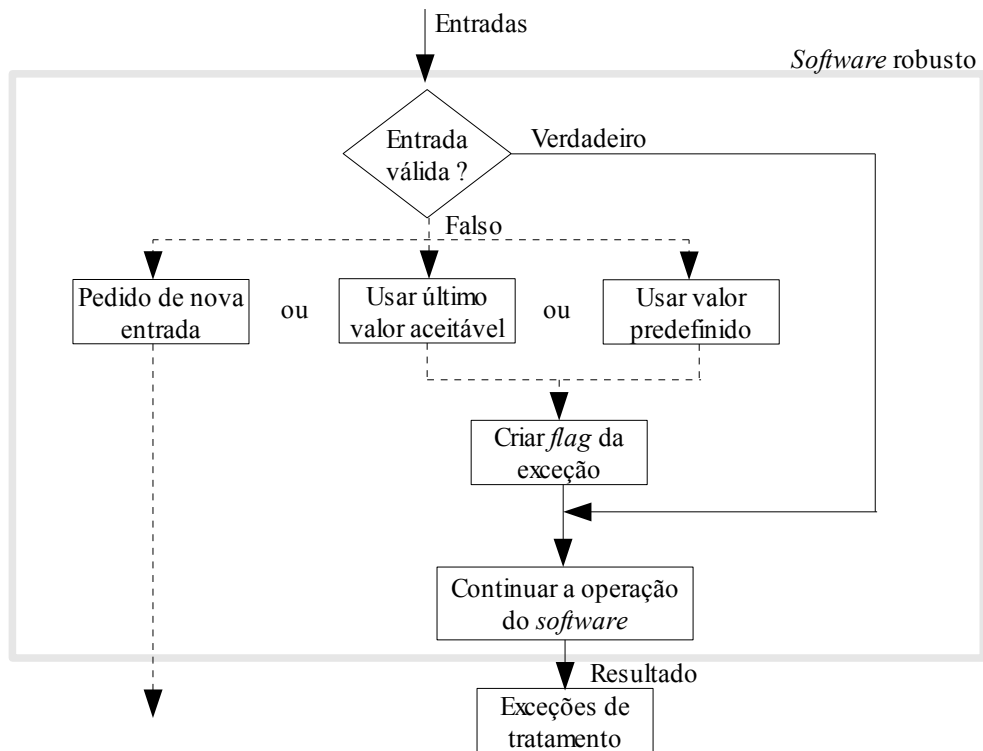 Entradas
Software robusto
Entrada
válida ?
Verdadeiro
Falso
Pedido de nova
entrada
ou
Usar último
valor aceitável
ou
Usar valor
predefinido
Criar flag da
exceção
Continuar a operação
do software
Resultado
Exceções de
tratamento